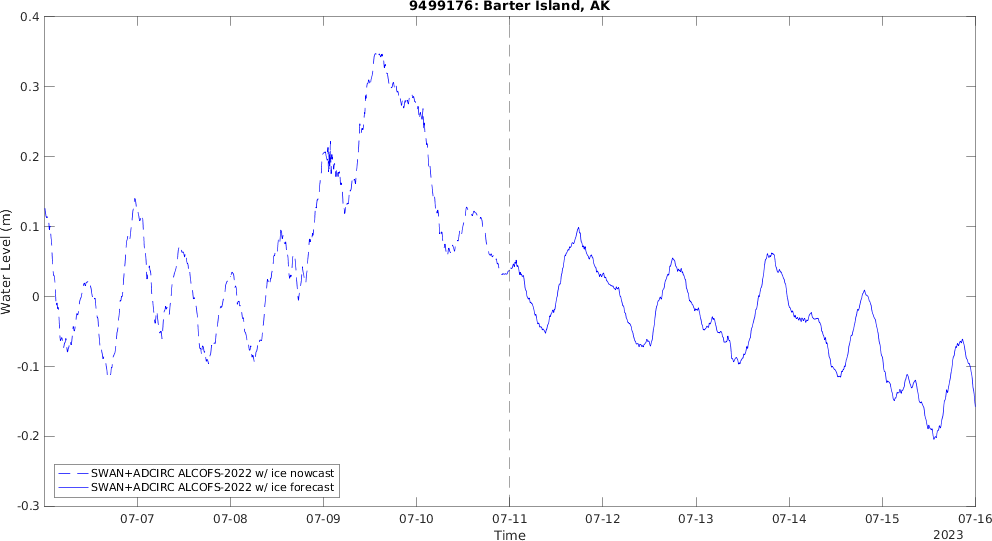 9499176: Barter Island, AK
0.4
0.3
0.2
0.1
0
-0.1
-0.2
-0.3
Water Level (m)
SWAN+ADCIRC ALCOFS-2022 w/ ice nowcast
SWAN+ADCIRC ALCOFS-2022 w/ ice forecast
07-07 07-08 07-09 07-10 07-11 07-12 07-13 07-14 07-15 07-16
Time
2023